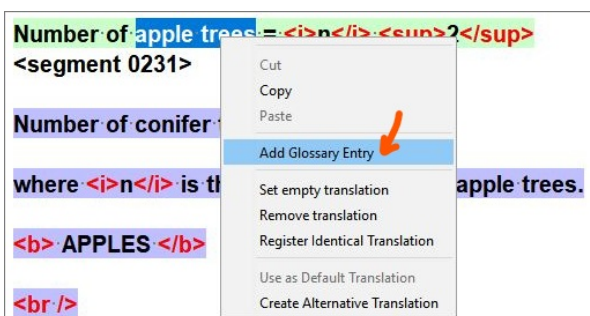 Number of apple trees = <i>n</i> <sup>2</sup>
<segment 0231>
Cut
Copy
Number of conifer
Paste
Add Glossary Entry
where <i>n</i> is apple trees.
Set empty translation
Remove translation
<b> APPLES </b>
Register Identical Translation
Use as Default Translation
<br />
Create Alternative Translation